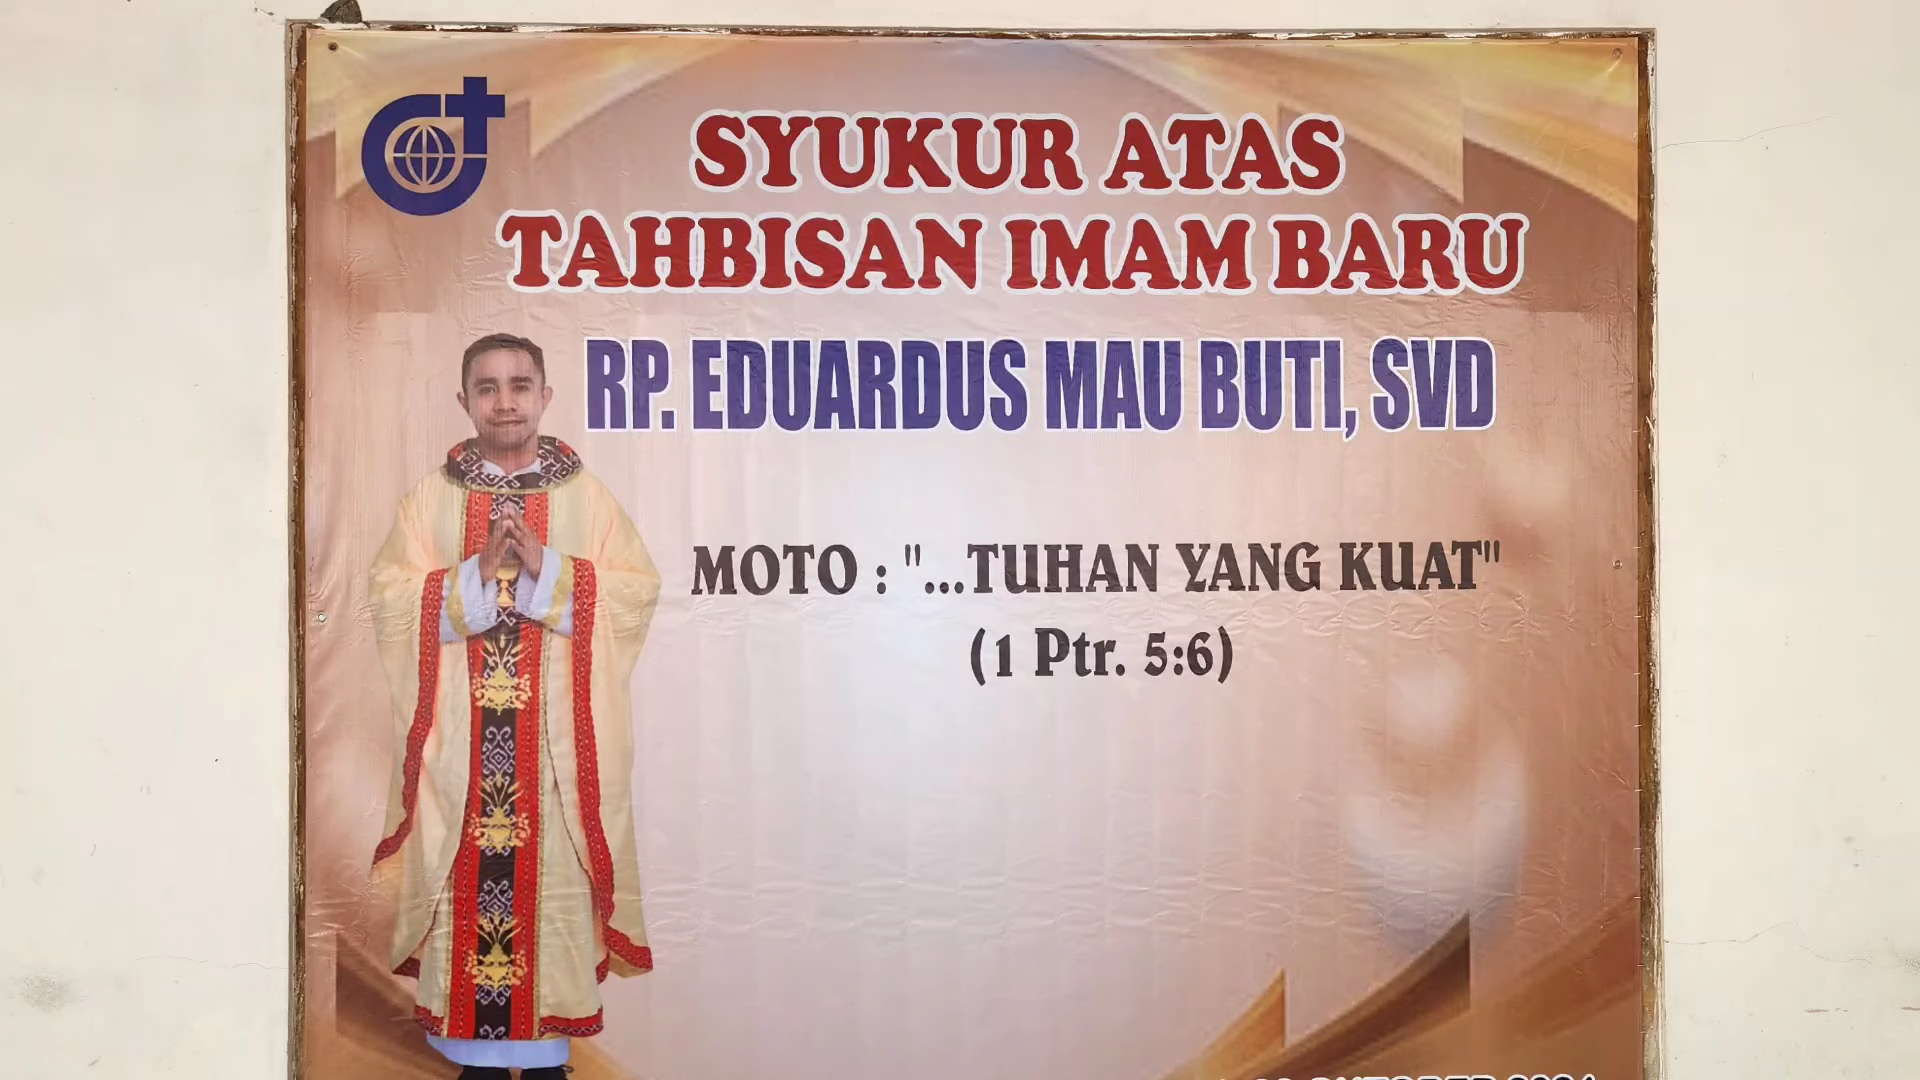 SYUKUR ATAS
TAHBISAN IMAM BARU
RP. EDUARDUS MAU BUTI, SVD
MOTO : "...TUHAN YANG KUAT"
(1 Ptr. 5:6)